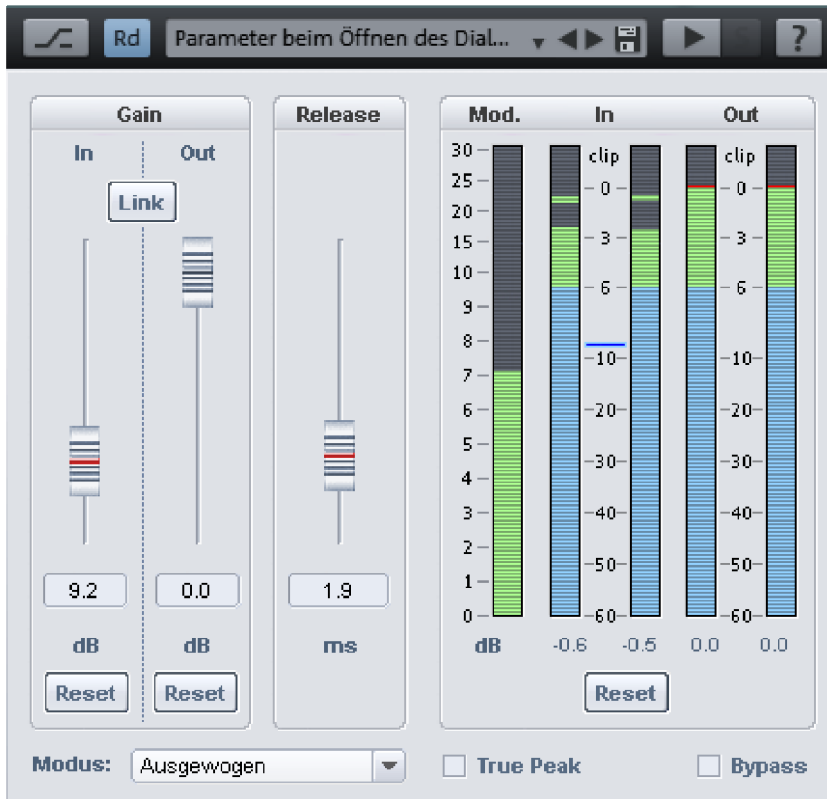 Rd Parameter beim Öffnen des Dial... S ?
Gain Release Mod. In Out
In Out
Link
30 clip clip
25 0 0
20
15 3 3
10
6 6
9
8
7 -10- -10-
6 -20- -20-
5
4 -30- -30-
3 -40- -40-
2
1 -50- -50-
0 -60- -60-
9.2 0.0 1.9
dB dB ms dB -0.6 -0.5 0.0 0.0
Reset Reset Reset
Modus: Ausgewogen True Peak Bypass